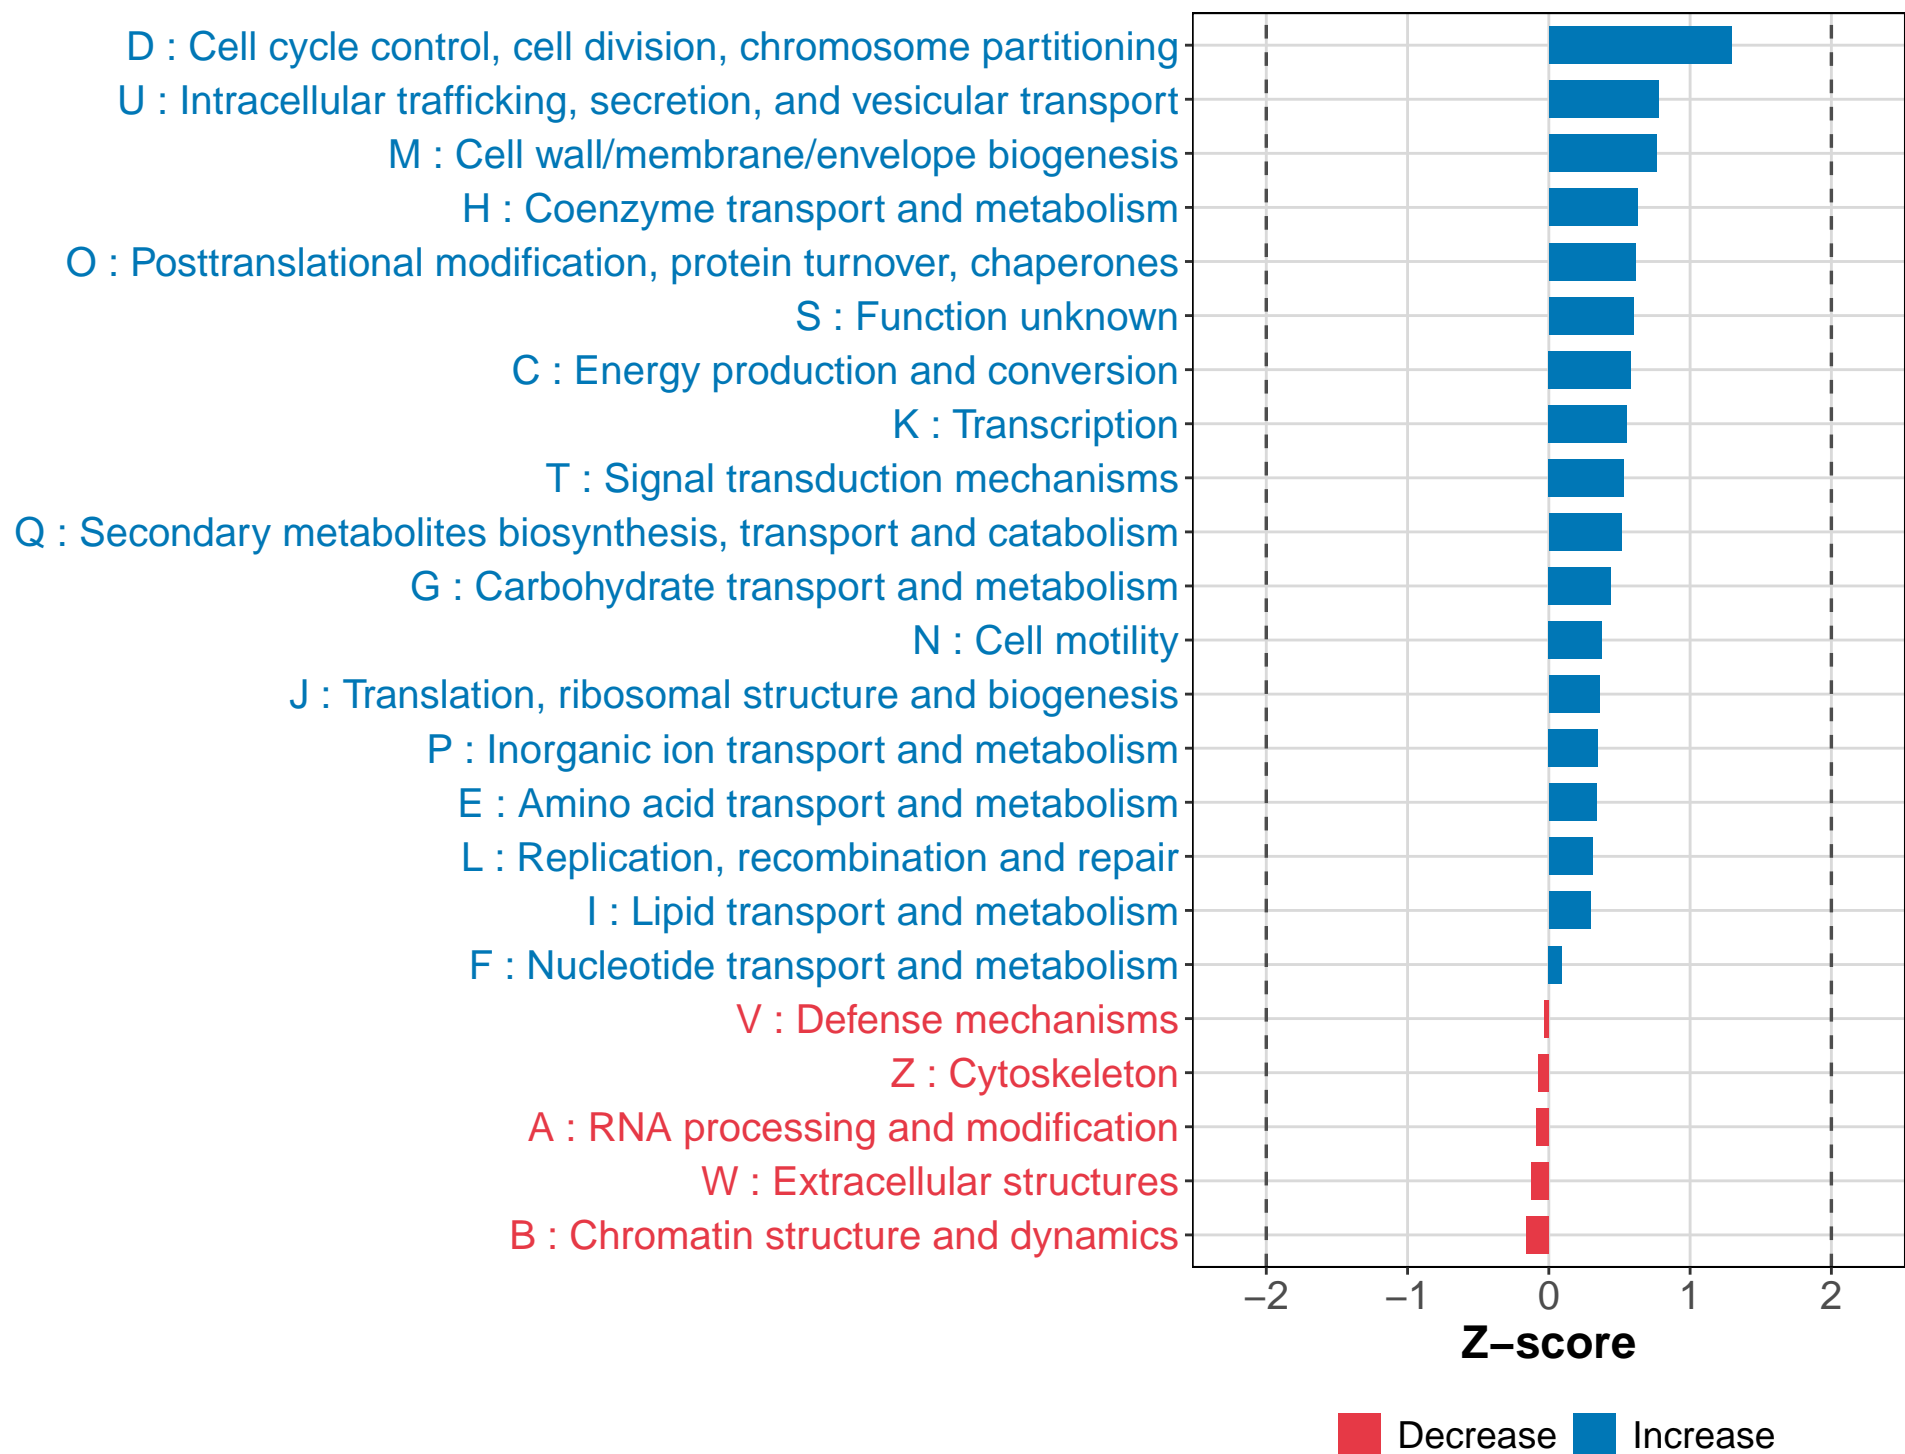 D : Cell cycle control, cell division, chromosome partitioning
U : Intracellular trafficking, secretion, and vesicular transport
M : Cell wall/membrane/envelope biogenesis
H : Coenzyme transport and metabolism
O : Posttranslational modification, protein turnover, chaperones
S : Function unknown
C : Energy production and conversion
K : Transcription
T : Signal transduction mechanisms
Q : Secondary metabolites biosynthesis, transport and catabolism
G : Carbohydrate transport and metabolism
N : Cell motility
J : Translation, ribosomal structure and biogenesis
P : Inorganic ion transport and metabolism
E : Amino acid transport and metabolism
L : Replication, recombination and repair
I : Lipid transport and metabolism
F : Nucleotide transport and metabolism
V : Defense mechanisms
Z : Cytoskeleton
A : RNA processing and modification
W : Extracellular structures
B : Chromatin structure and dynamics
−2 −1 0 1 2
Z−score
Decrease Increase